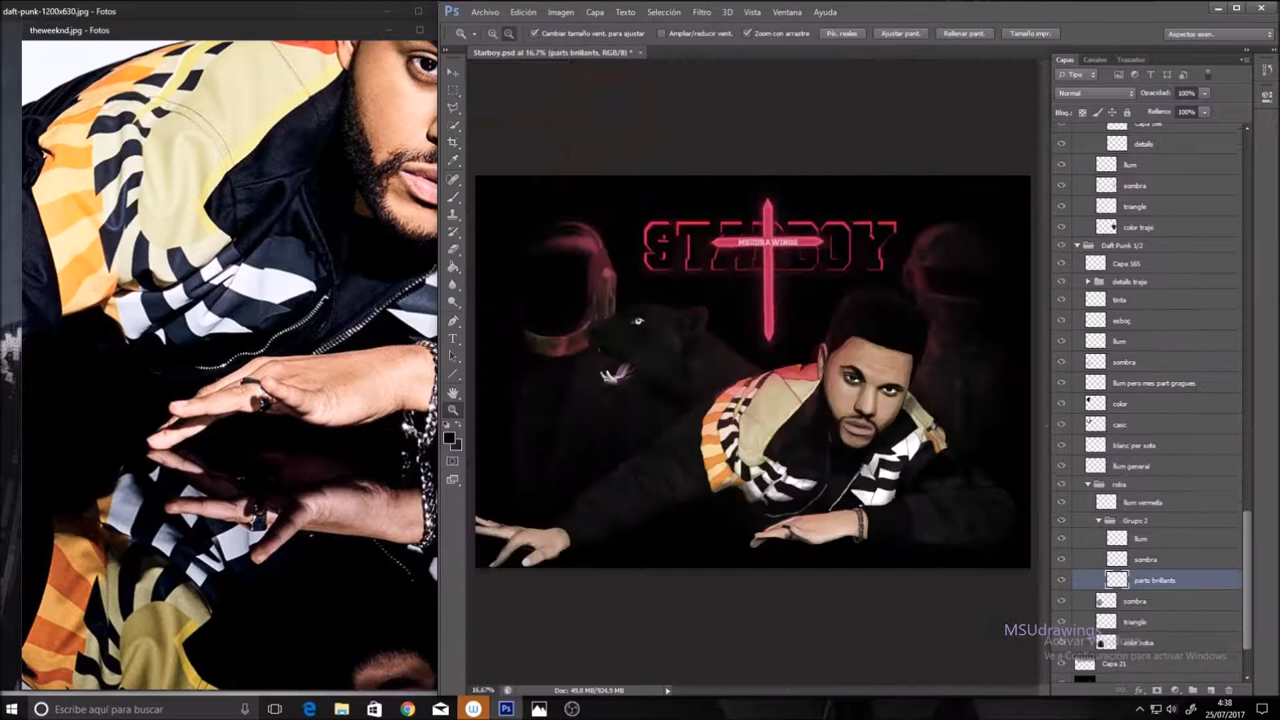 daft-punk-1200x630.jpg - Fotos
theweeknd.jpg - Fotos
Ps Archivo Edición Imagen Capa Texto Selección Filtro 3D Vista Ventana Ayuda
Cambiar tamaño vent. para ajustar Ampliar/reducir vent. Zoom con arrastre Píx. reales Ajustar pant. Rellenar pant. Tamaño impr. Aspectos esen.
Starboy.psd al 16,7% (parts brillants, RGB/8) *
Capas Canales Trazados
Tipo
Normal Opacidad: 100%
Bloq.: Relleno: 100%
details
llum
sombra
triangle
color traje
Daft Punk 1/2
Capa 165
details traje
tinta
esboç
llum
sombra
llum pero mes part grogues
color
casc
blanc per sota
llum general
roba
llum vermella
Grupo 2
llum
sombra
parts brillants
sombra
triangle
color roba
Capa 21
STARBOY
MSUDRAWINGS
MSUdrawings
Activar Windows
Ve a Configuración para activar Windows.
16,67% Doc: 49,8 MB/924,9 MB
Escribe aquí para buscar
4:38
25/07/2017